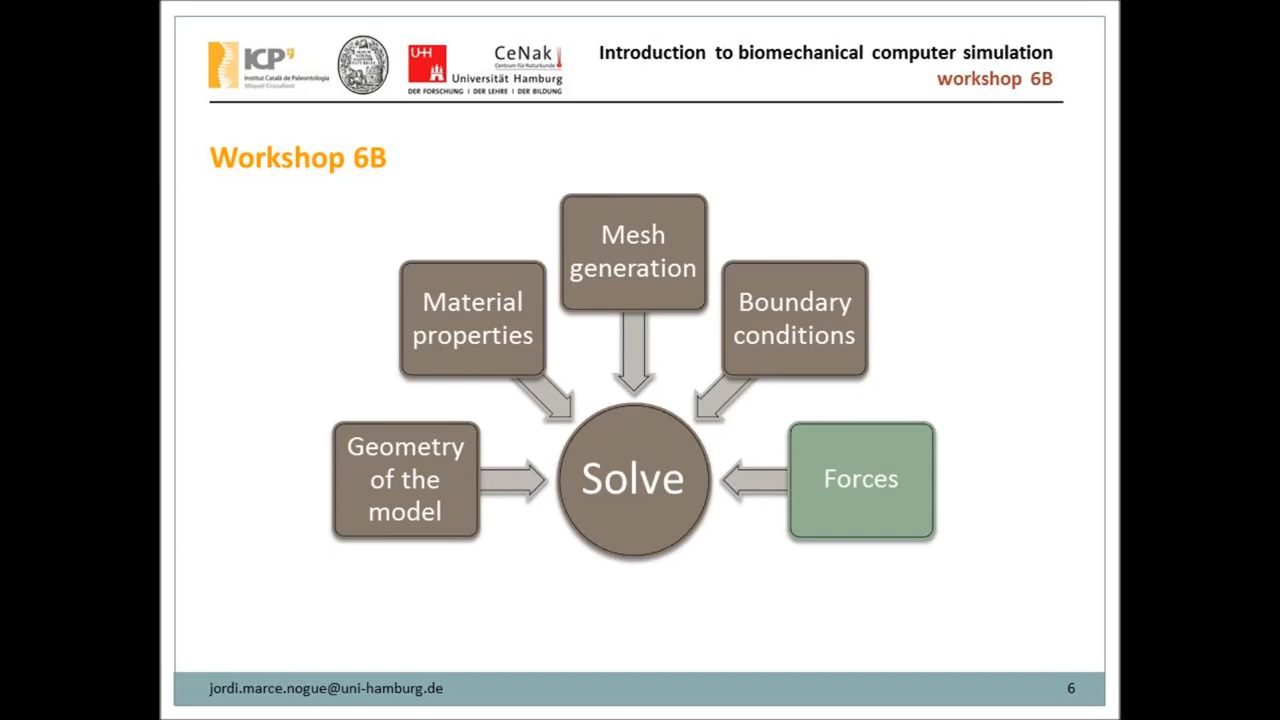 ICP
Institut Català de Paleontologia
Miquel Crusafont
UH
CeNak
Centrum für Naturkunde
Universität Hamburg
DER FORSCHUNG | DER LEHRE | DER BILDUNG
Introduction to biomechanical computer simulation
workshop 6B
Workshop 6B
Mesh
generation
Material
properties
Boundary
conditions
Geometry
of the
model
Solve
Forces
jordi.marce.nogue@uni-hamburg.de
6